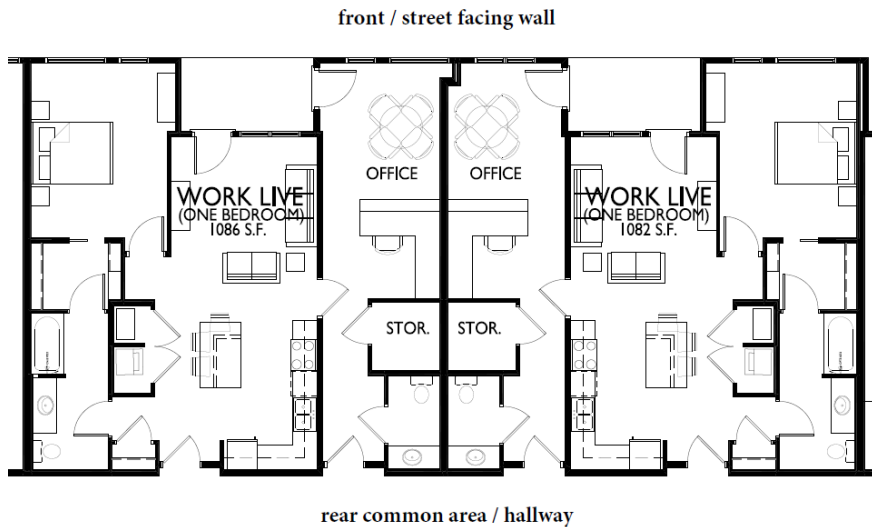 front / street facing wall
OFFICE
OFFICE
WORK LIVE
(ONE BEDROOM)
1086 S.F.
WORK LIVE
(ONE BEDROOM)
1082 S.F.
STOR.
STOR.
rear common area / hallway